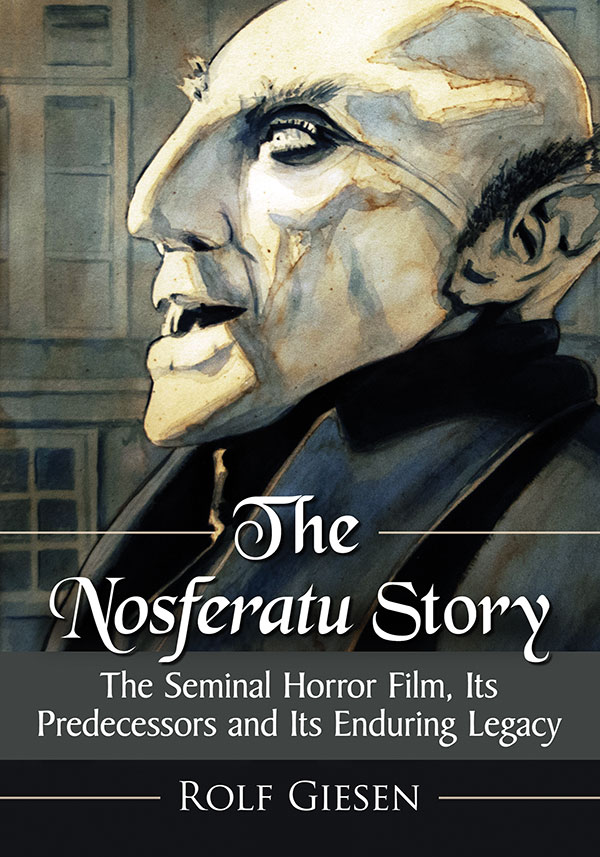 The
Nosferatu Story
The Seminal Horror Film, Its
Predecessors and Its Enduring Legacy
ROLF GIESEN